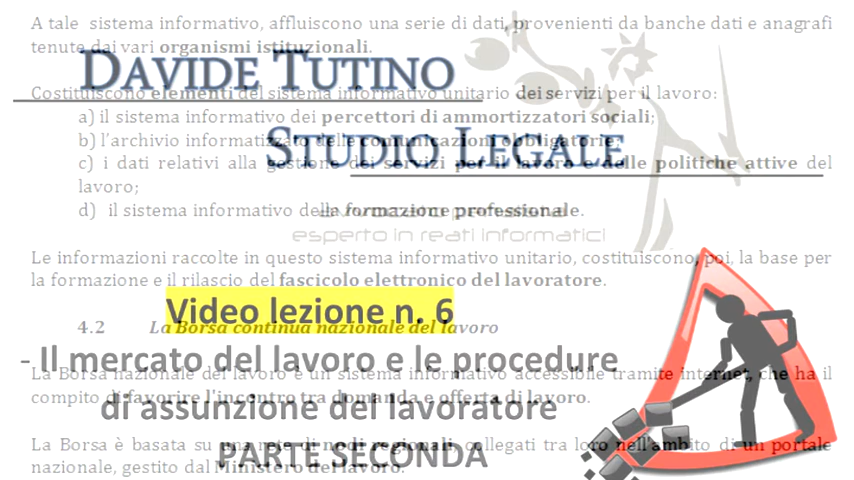 A tale sistema informativo, affluiscono una serie di dati, provenienti da banche dati e anagrafi
tenute dai vari organismi istituzionali.
DAVIDE TUTINO
Costituiscono elementi del sistema informativo unitario dei servizi per il lavoro:
a) il sistema informativo dei percettori di ammortizzatori sociali;
b) l'archivio informatizzato delle comunicazioni obbligatorie;
STUDIO LEGALE
c) i dati relativi alla gestione dei servizi per il lavoro e delle politiche attive del
lavoro;
d) il sistema informativo della formazione professionale.
esperto in reati informatici
Le informazioni raccolte in questo sistema informativo unitario, costituiscono, poi, la base per
la formazione e il rilascio del fascicolo elettronico del lavoratore.
Video lezione n. 6
4.2 La Borsa continua nazionale del lavoro
- Il mercato del lavoro e le procedure
La Borsa nazionale del lavoro è un sistema informativo accessibile tramite internet, che ha il
compito di favorire l'incontro tra domanda e offerta di lavoro.
di assunzione del lavoratore
La Borsa è basata su una rete di nodi regionali, collegati tra loro nell'ambito di un portale
PARTE SECONDA
nazionale, gestito dal Ministero del lavoro.